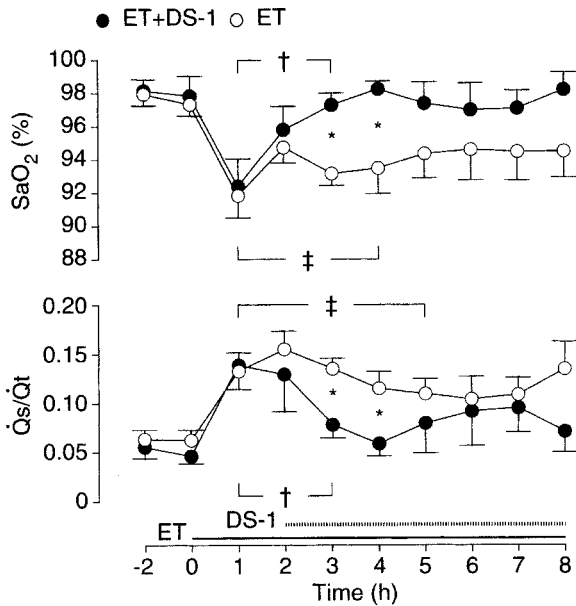 ● ET+DS-1 ○ ET
100
98
96
94
92
90
88
SaO2 (%)
†
*
*
‡
‡
0.20
0.15
0.10
0.05
0
Q̇s/Q̇t
*
*
†
DS-1
ET
-2 0 1 2 3 4 5 6 7 8
Time (h)